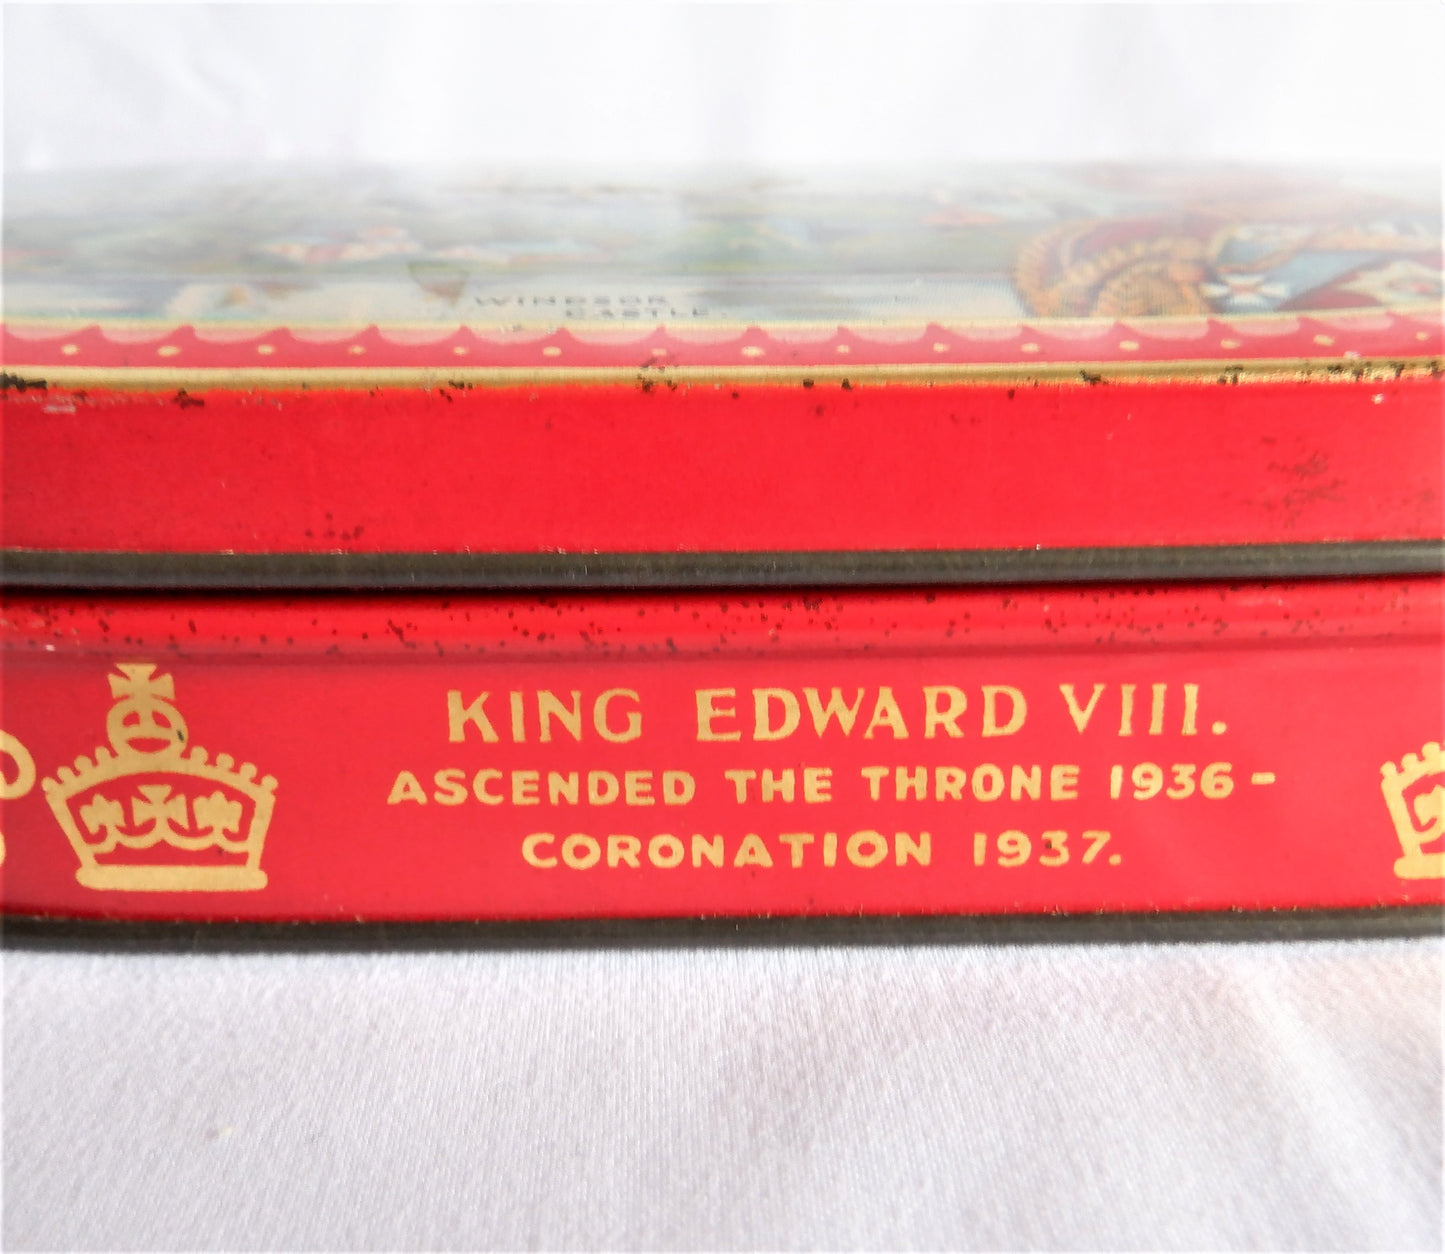 WINDSOR
CASTLE.
KING EDWARD VIII.
ASCENDED THE THRONE 1936 -
CORONATION 1937.